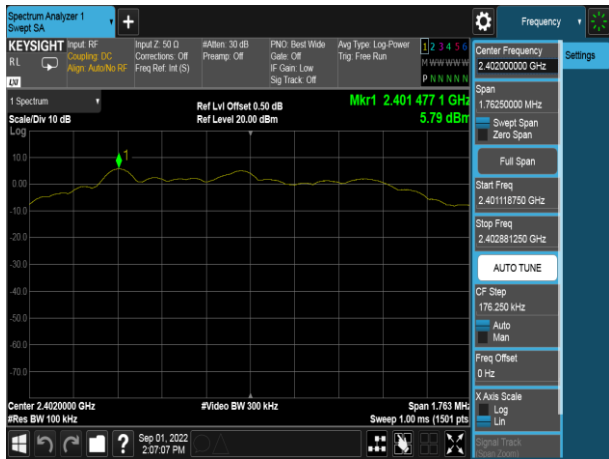 Spectrum Analyzer 1
Swept SA
Frequency
KEYSIGHT
Input: RF
Input Z: 50 Ω
#Atten: 30 dB
PNO: Best Wide
Avg Type: Log-Power
1 2 3 4 5 6
RL
Coupling: DC
Corrections: Off
Preamp: Off
Gate: Off
Trig: Free Run
M W W W W W
Align: Auto/No RF
Freq Ref: Int (S)
IF Gain: Low
Sig Track: Off
P N N N N N
LXI
1 Spectrum
Ref Lvl Offset 0.50 dB
Mkr1 2.401 477 1 GHz
Scale/Div 10 dB
Ref Level 20.00 dBm
5.79 dBm
Log
1
10.0
0.00
-10.0
-20.0
-30.0
-40.0
-50.0
-60.0
-70.0
Center 2.4020000 GHz
#Video BW 300 kHz
Span 1.763 MHz
#Res BW 100 kHz
Sweep 1.00 ms (1501 pts)
?
Sep 01, 2022
2:07:07 PM
Center Frequency
2.402000000 GHz
Settings
Span
1.76250000 MHz
Swept Span
Zero Span
Full Span
Start Freq
2.401118750 GHz
Stop Freq
2.402881250 GHz
AUTO TUNE
CF Step
176.250 kHz
Auto
Man
Freq Offset
0 Hz
X Axis Scale
Log
Lin
Signal Track
(Span Zoom)